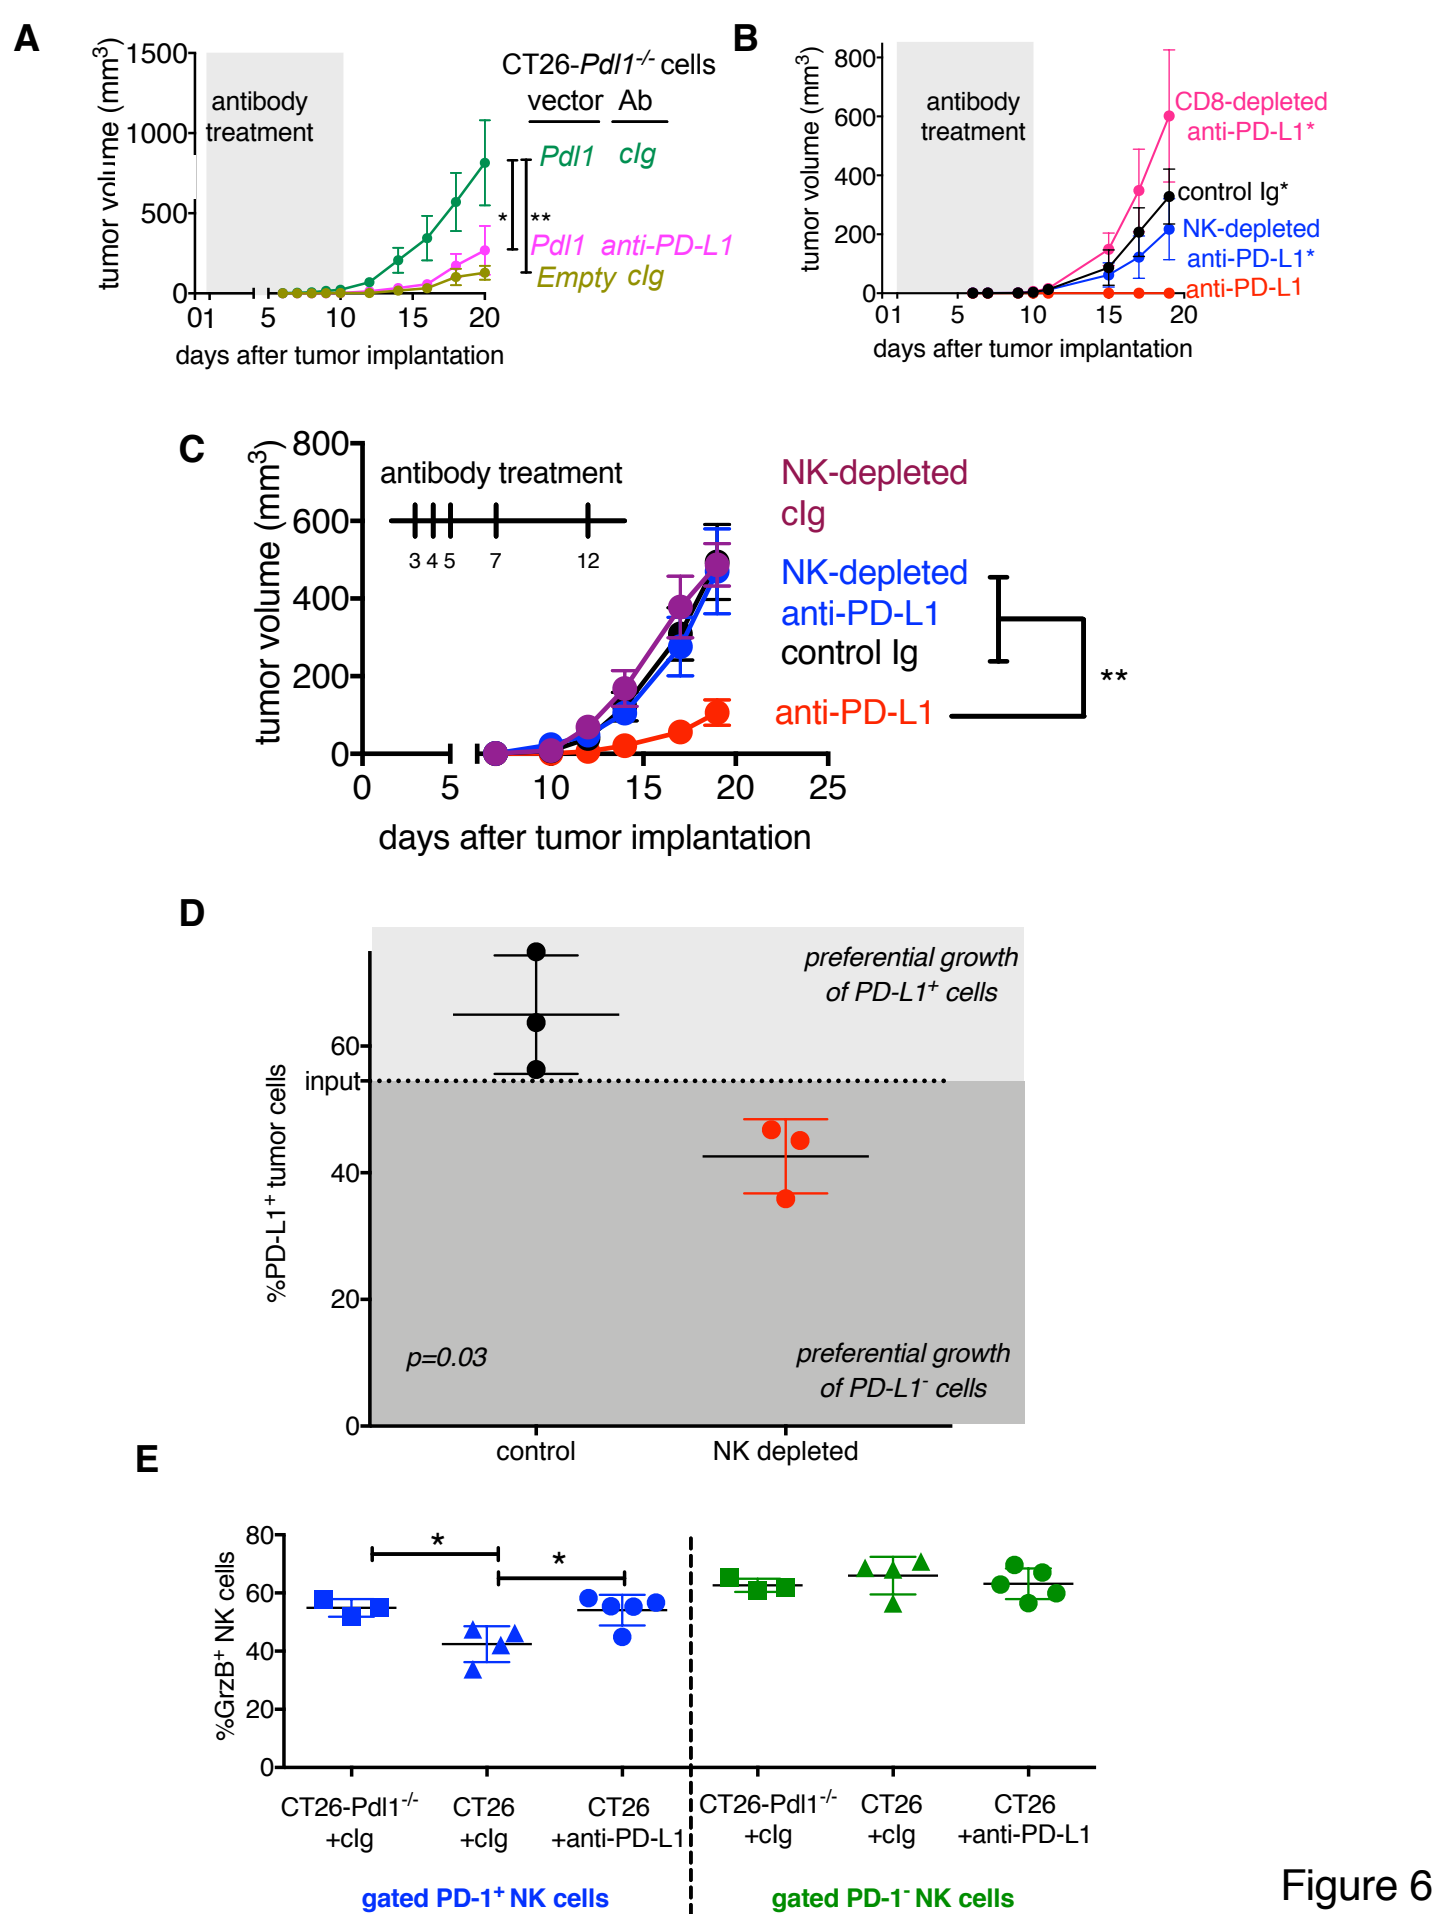 A
tumor volume (mm3)
1500
1000
500
0
antibody
treatment
01 5 10 15 20
days after tumor implantation
CT26-Pdl1-/- cells
vector Ab
Pdl1 cIg
* **
Pdl1 anti-PD-L1
Empty cIg
B
tumor volume (mm3)
800
600
400
200
0
antibody
treatment
01 5 10 15 20
days after tumor implantation
CD8-depleted
anti-PD-L1*
control Ig*
NK-depleted
anti-PD-L1*
anti-PD-L1
C
tumor volume (mm3)
800
600
400
200
0
antibody treatment
3 4 5 7 12
0 5 10 15 20 25
days after tumor implantation
NK-depleted
cIg
NK-depleted
anti-PD-L1
control Ig
anti-PD-L1
**
D
%PD-L1+ tumor cells
60
input
40
20
0
preferential growth
of PD-L1+ cells
p=0.03
preferential growth
of PD-L1- cells
control NK depleted
E
%GrzB+ NK cells
80
60
40
20
0
* *
CT26-Pdl1-/- CT26 CT26 CT26-Pdl1-/- CT26 CT26
+cIg +cIg +anti-PD-L1 +cIg +cIg +anti-PD-L1
gated PD-1+ NK cells gated PD-1- NK cells
Figure 6